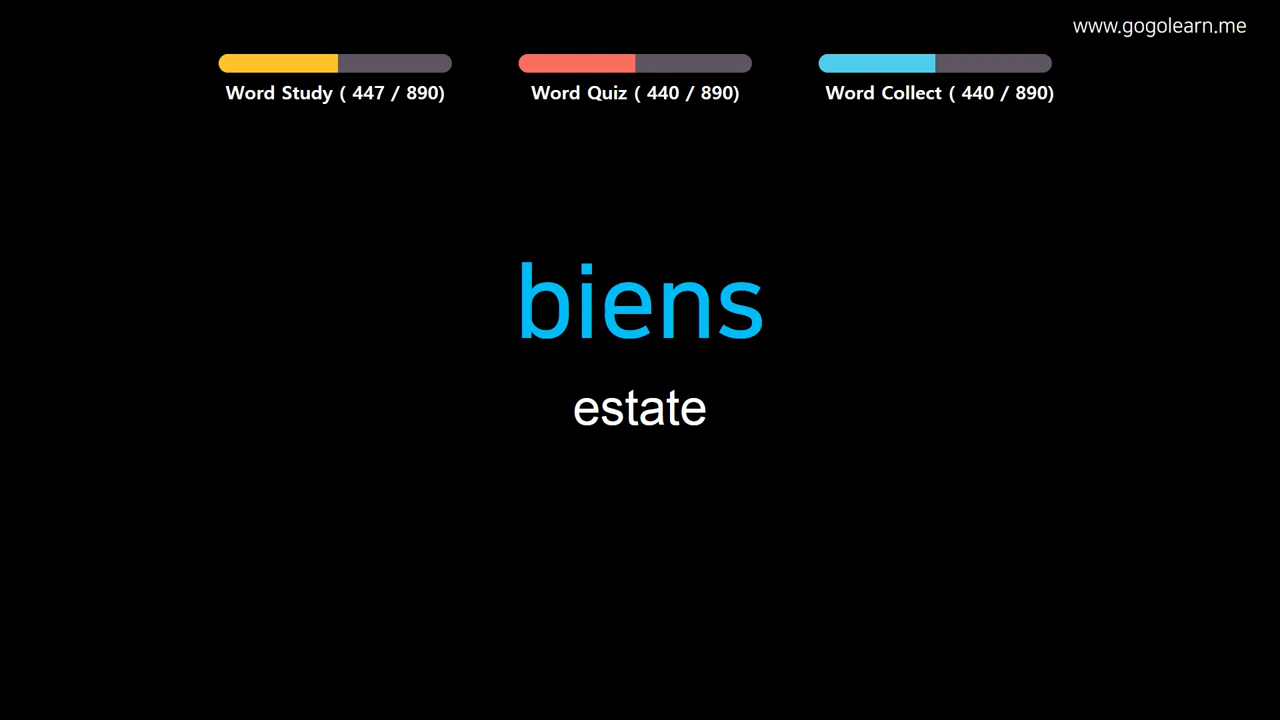 www.gogolearn.me
Word Study ( 447 / 890)
Word Quiz ( 440 / 890)
Word Collect ( 440 / 890)
biens
estate